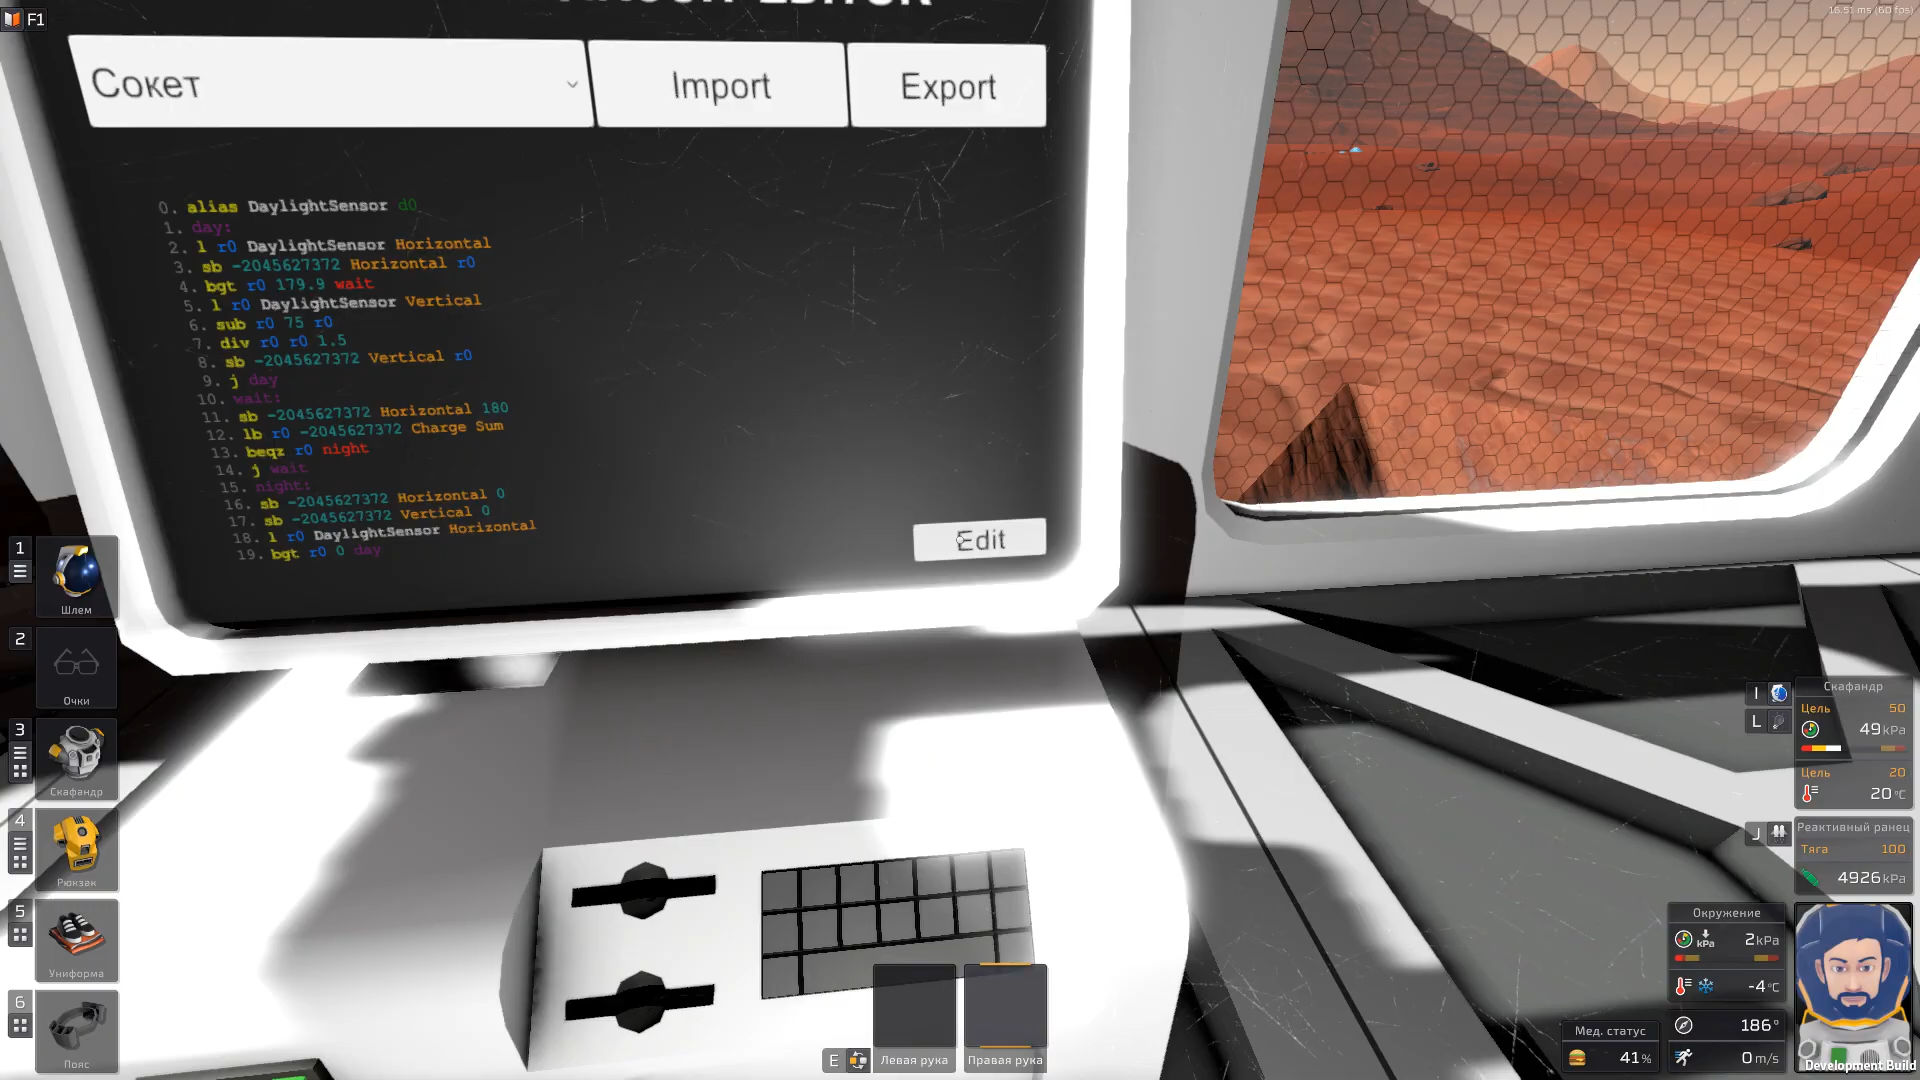 F1
16.51 ms (60 fps)
Сокет
Import
Export
0. alias DaylightSensor d0
1. day:
2. l r0 DaylightSensor Horizontal
3. sb -2045627372 Horizontal r0
4. bgt r0 179.9 wait
5. l r0 DaylightSensor Vertical
6. sub r0 75 r0
7. div r0 r0 1.5
8. sb -2045627372 Vertical r0
9. j day
10. wait:
11. sb -2045627372 Horizontal 180
12. lb r0 -2045627372 Charge Sum
13. beqz r0 night
14. j wait
15. night:
16. sb -2045627372 Horizontal 0
17. sb -2045627372 Vertical 0
18. l r0 DaylightSensor Horizontal
19. bgt r0 0 day
Edit
1
Шлем
2
Очки
3
Скафандр
4
Рюкзак
5
Униформа
6
Пояс
E
Левая рука
Правая рука
I
L
Скафандр
Цель 50
49 kPa
Цель 20
20 °C
J
Реактивный ранец
Тяга 100
4926 kPa
Окружение
kPa
2 kPa
-4 °C
186°
Мед. статус
41 %
0 m/s
Development Build